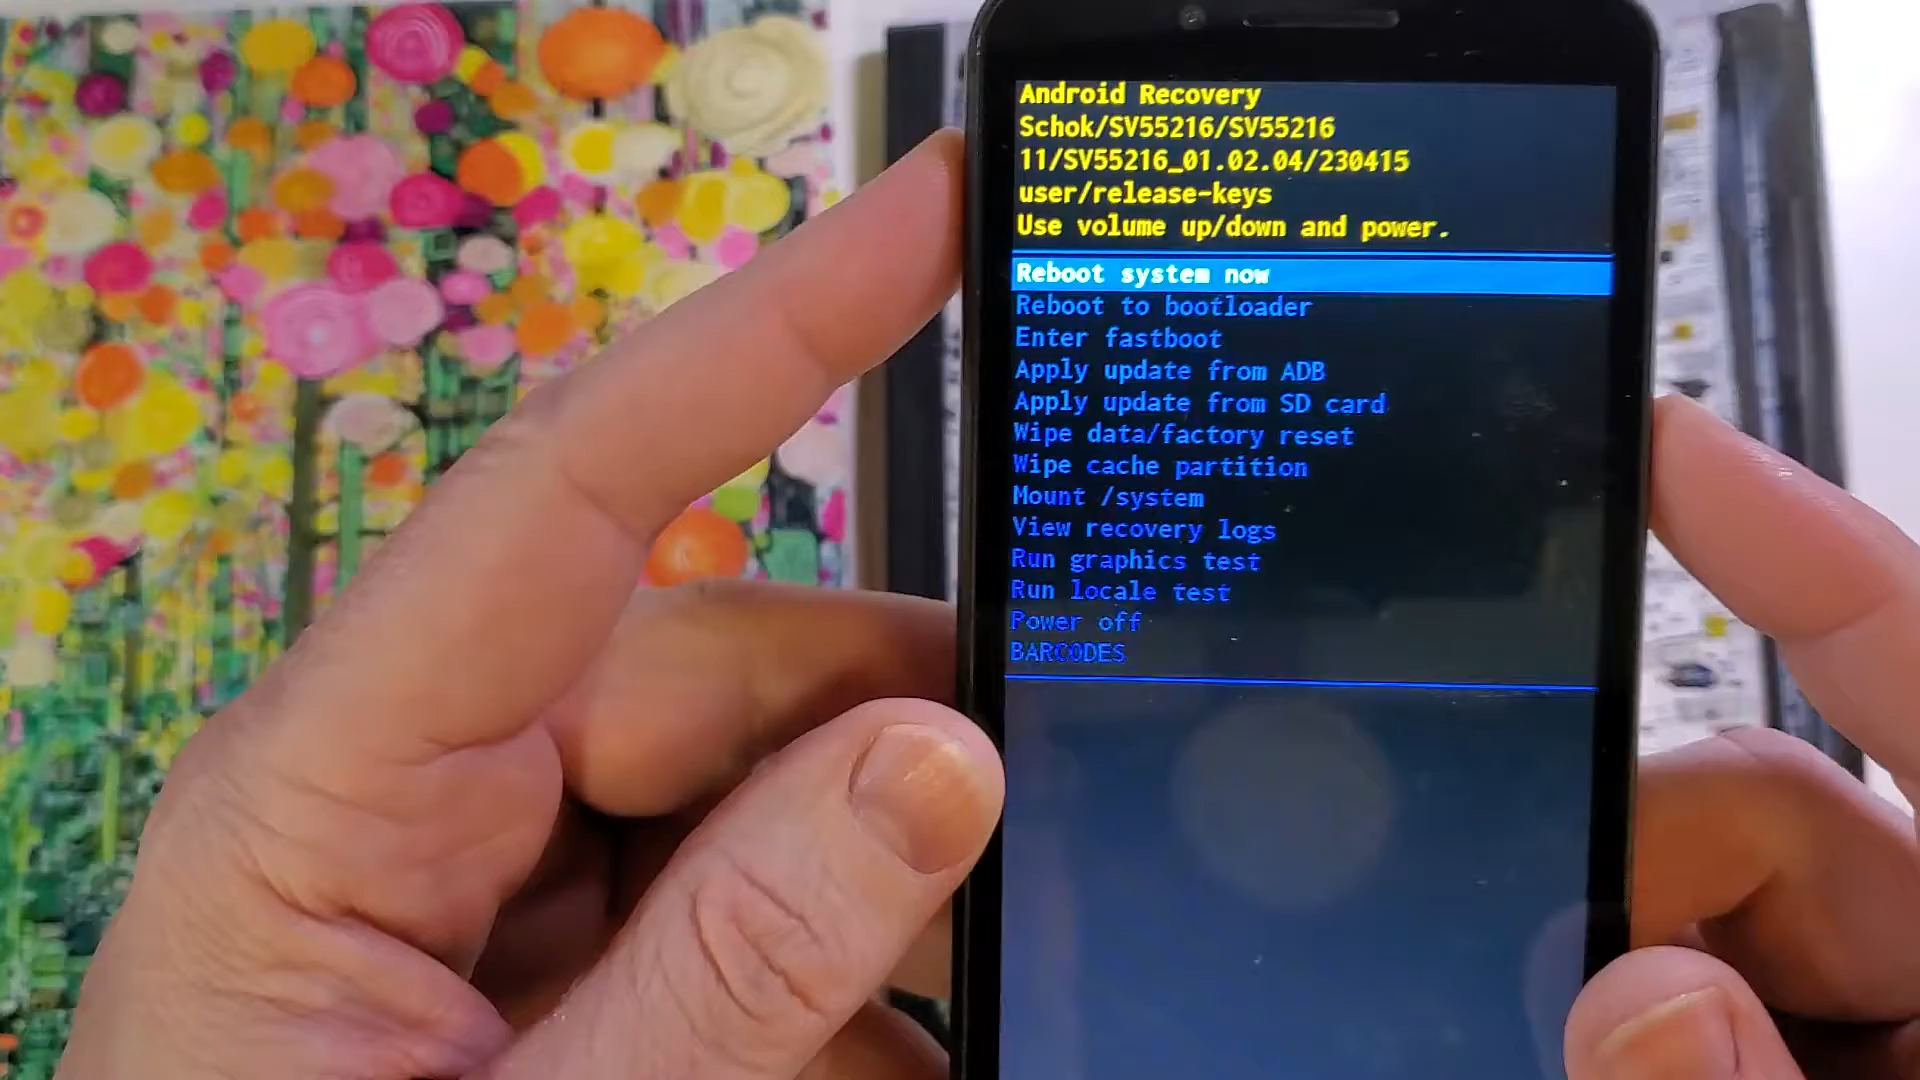 Android Recovery
Schok/SV55216/SV55216
11/SV55216_01.02.04/230415
user/release-keys
Use volume up/down and power.
Reboot system now
Reboot to bootloader
Enter fastboot
Apply update from ADB
Apply update from SD card
Wipe data/factory reset
Wipe cache partition
Mount /system
View recovery logs
Run graphics test
Run locale test
Power off
BARCODES